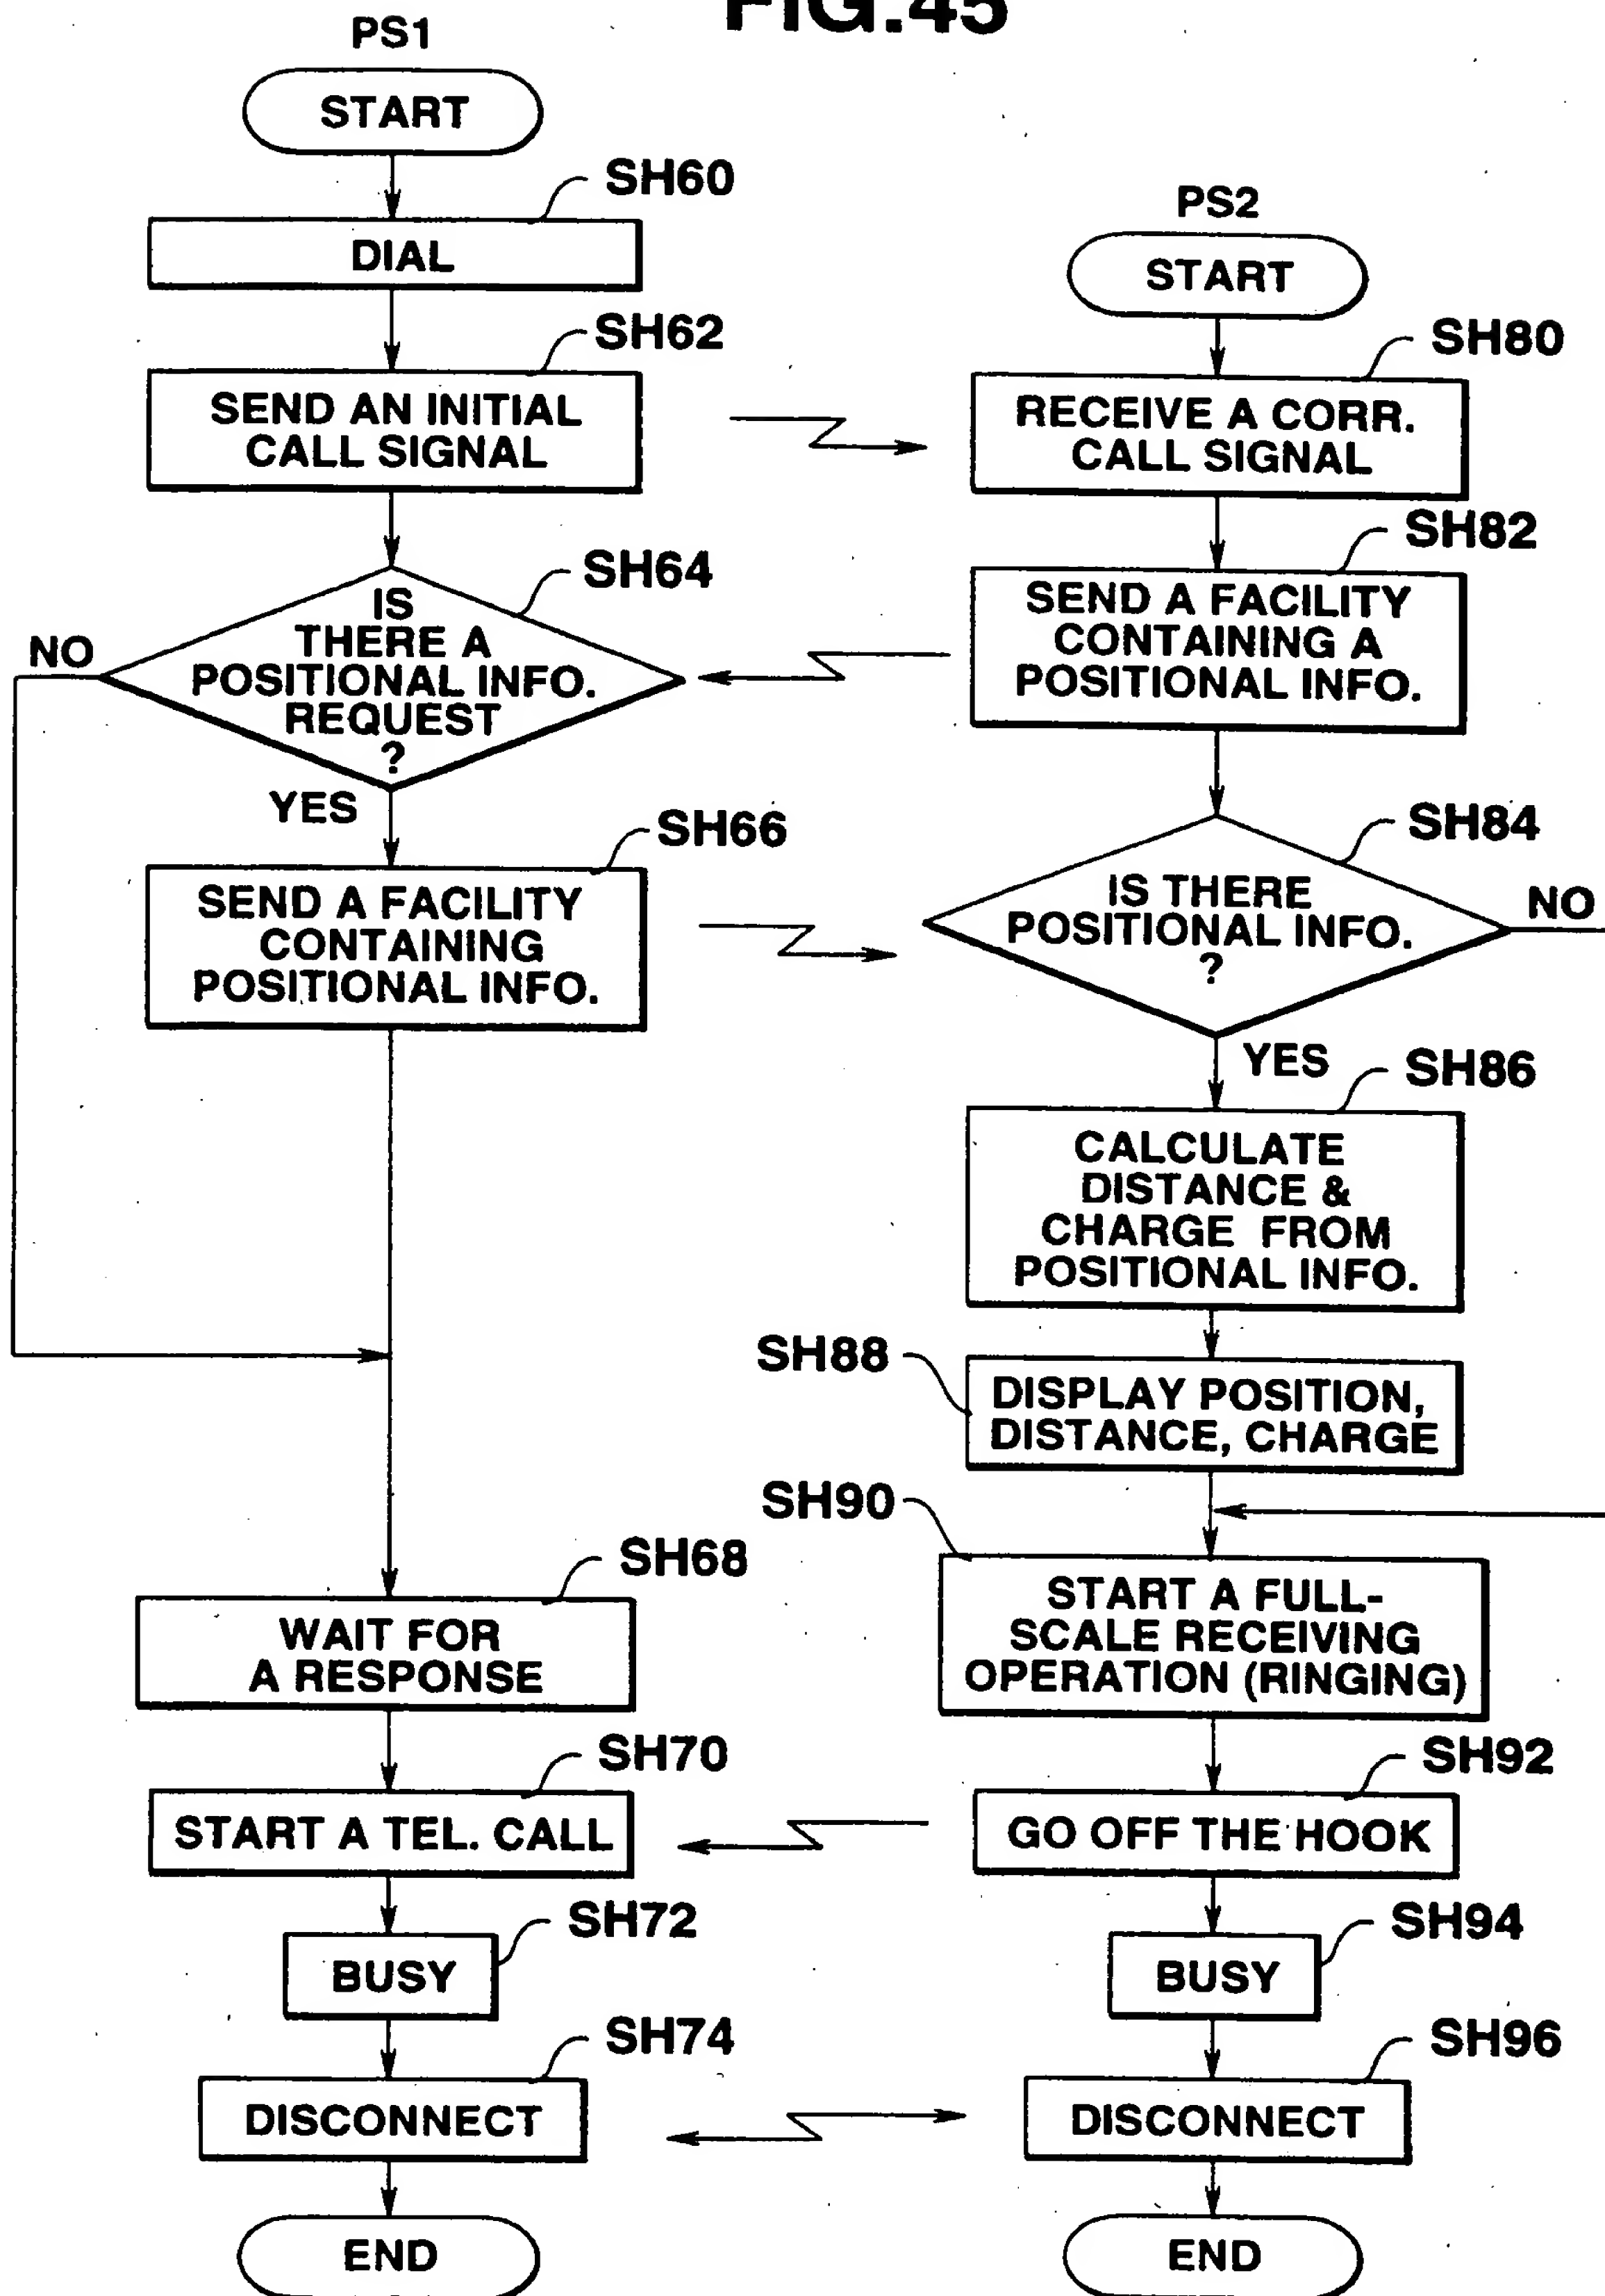 FIG.45
PS1
START
SH60
DIAL
SH62
SEND AN INITIAL
CALL SIGNAL
SH64
IS
THERE A
POSITIONAL INFO.
REQUEST
?
NO
YES
SH66
SEND A FACILITY
CONTAINING
POSITIONAL INFO.
SH68
WAIT FOR
A RESPONSE
SH70
START A TEL. CALL
SH72
BUSY
SH74
DISCONNECT
END
PS2
START
SH80
RECEIVE A CORR.
CALL SIGNAL
SH82
SEND A FACILITY
CONTAINING A
POSITIONAL INFO.
SH84
IS THERE
POSITIONAL INFO.
?
NO
YES
SH86
CALCULATE
DISTANCE &
CHARGE FROM
POSITIONAL INFO.
SH88
DISPLAY POSITION,
DISTANCE, CHARGE
SH90
START A FULL-
SCALE RECEIVING
OPERATION (RINGING)
SH92
GO OFF THE HOOK
SH94
BUSY
SH96
DISCONNECT
END